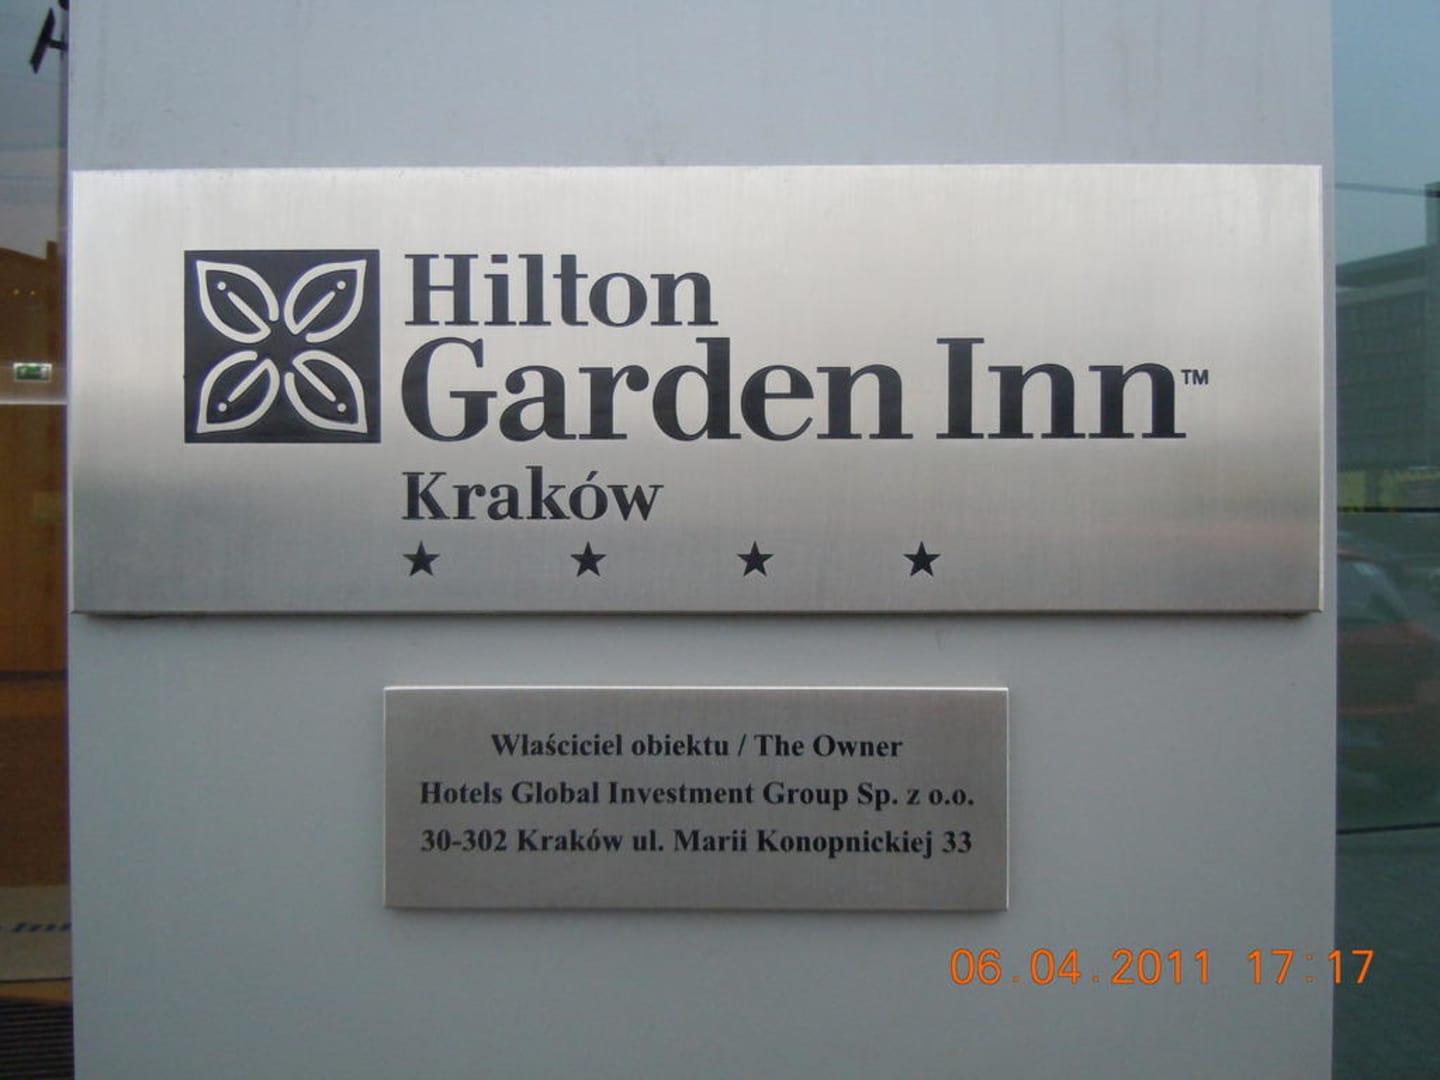 Hilton
Garden Inn™
Kraków
★ ★ ★ ★
Właściciel obiektu / The Owner
Hotels Global Investment Group Sp. z o.o.
30-302 Kraków ul. Marii Konopnickiej 33
06.04.2011 17:17